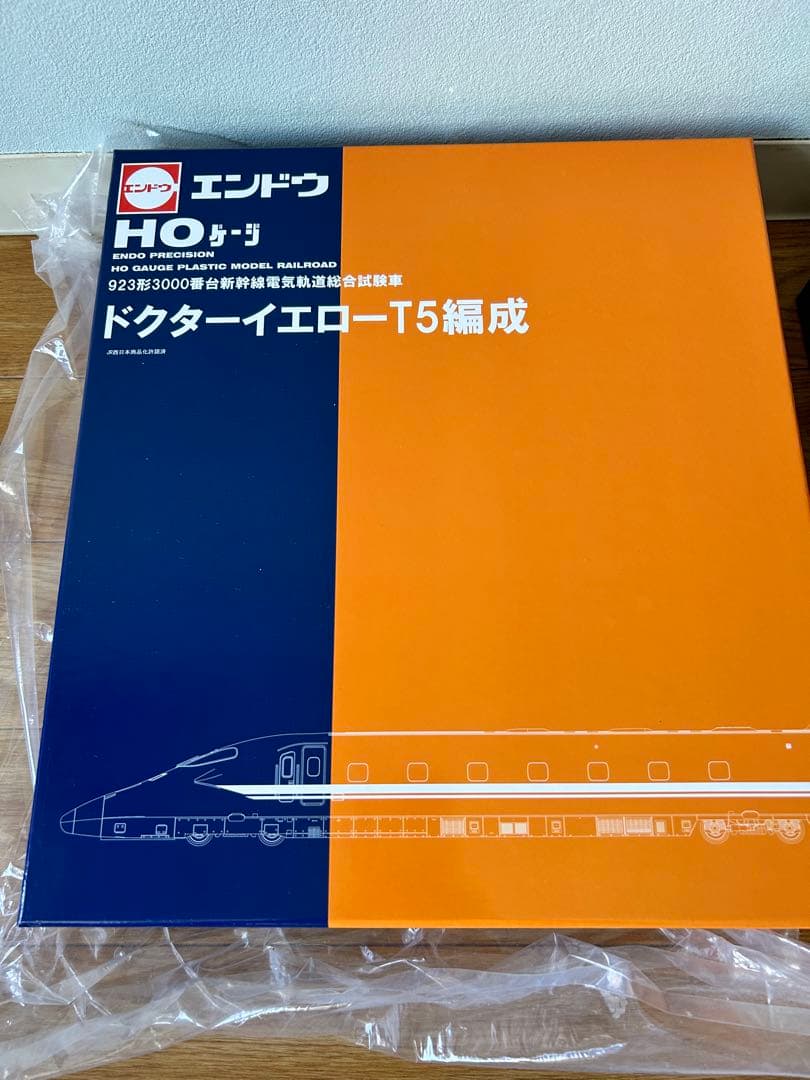 エンドウ
エンドウ
HOゲージ
ENDO PRECISION
HO GAUGE PLASTIC MODEL RAILROAD
923形3000番台新幹線電気軌道総合試験車
ドクターイエローT5編成
JR西日本商品化許諾済